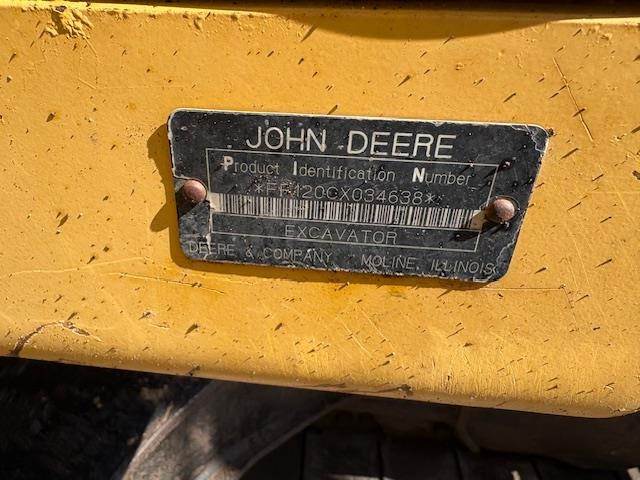 JOHN DEERE
Product Identification Number
*FF120CX034638*
EXCAVATOR
DEERE & COMPANY MOLINE, ILLINOIS